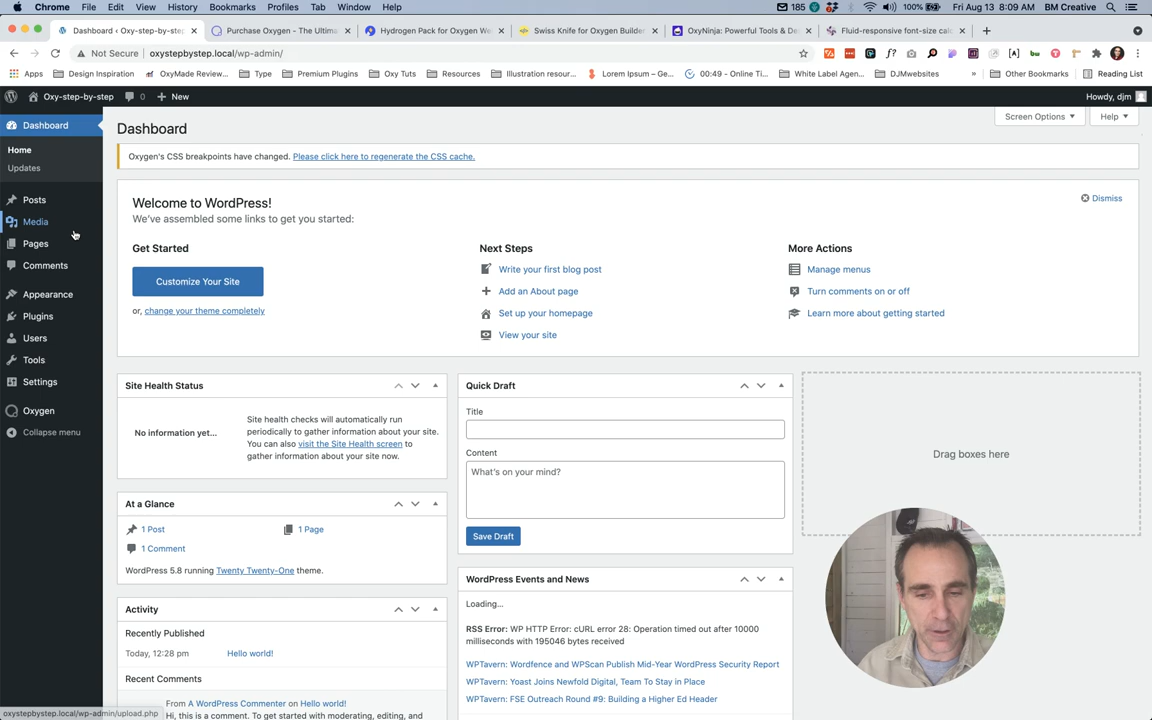 Chrome File Edit View History Bookmarks Profiles Tab Window Help 185 100% Fri Aug 13 8:09 AM BM Creative
Dashboard ‹ Oxy-step-by-step Purchase Oxygen - The Ultima Hydrogen Pack for Oxygen We Swiss Knife for Oxygen Builder OxyNinja: Powerful Tools & De Fluid-responsive font-size calc
Not Secure oxystepbystep.local/wp-admin/
Apps Design Inspiration OxyMade Review... Type Premium Plugins Oxy Tuts Resources Illustration resour... Lorem Ipsum – Ge... 00:49 - Online Ti... White Label Agen... DJMwebsites » Other Bookmarks Reading List
Oxy-step-by-step 0 New Howdy, djm
Dashboard
Home
Updates
Posts
Media
Pages
Comments
Appearance
Plugins
Users
Tools
Settings
Oxygen
Collapse menu
Dashboard
Screen Options Help
Oxygen's CSS breakpoints have changed. Please click here to regenerate the CSS cache.
Welcome to WordPress!
We've assembled some links to get you started:
Dismiss
Get Started
Customize Your Site
or, change your theme completely
Next Steps
Write your first blog post
Add an About page
Set up your homepage
View your site
More Actions
Manage menus
Turn comments on or off
Learn more about getting started
Site Health Status
No information yet...
Site health checks will automatically run
periodically to gather information about your site.
You can also visit the Site Health screen to
gather information about your site now.
At a Glance
1 Post 1 Page
1 Comment
WordPress 5.8 running Twenty Twenty-One theme.
Activity
Recently Published
Today, 12:28 pm Hello world!
Recent Comments
From A WordPress Commenter on Hello world!
Hi, this is a comment. To get started with moderating, editing, and
Quick Draft
Title
Content
What's on your mind?
Save Draft
WordPress Events and News
Loading...
RSS Error: WP HTTP Error: cURL error 28: Operation timed out after 10000
milliseconds with 195046 bytes received
WPTavern: Wordfence and WPScan Publish Mid-Year WordPress Security Report
WPTavern: Yoast Joins Newfold Digital, Team To Stay in Place
WPTavern: FSE Outreach Round #9: Building a Higher Ed Header
Drag boxes here
oxystepbystep.local/wp-admin/upload.php